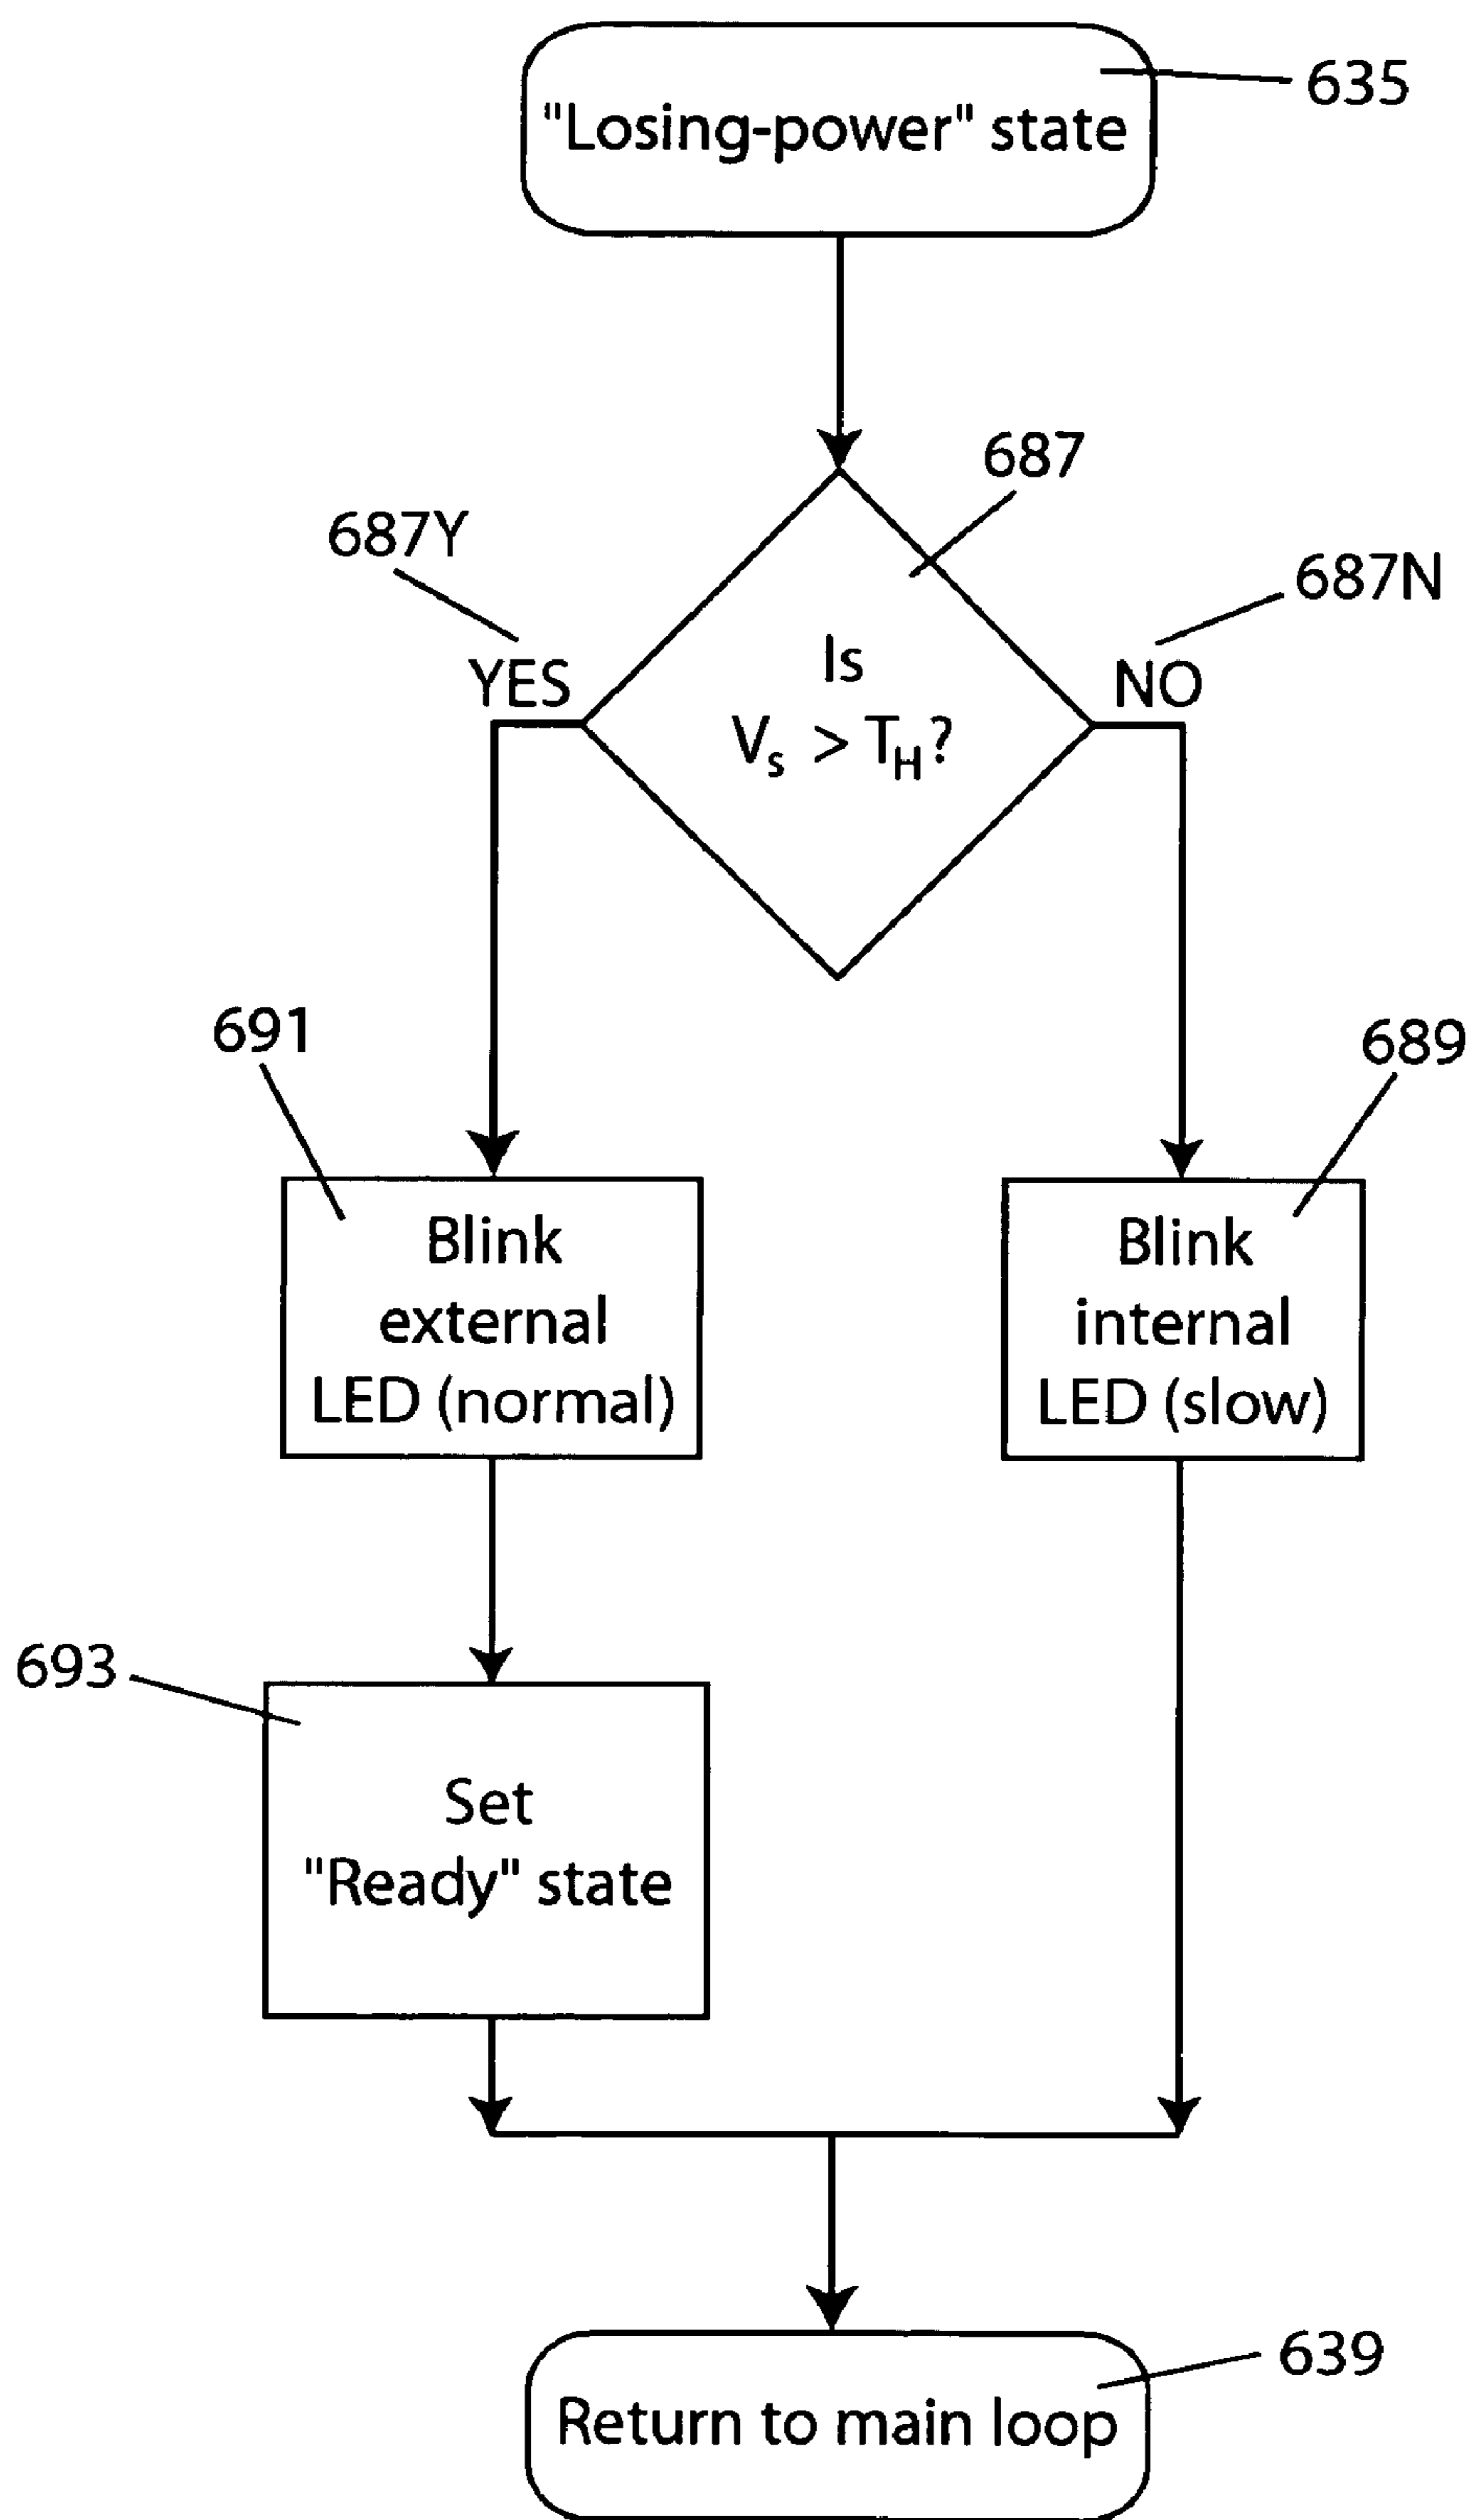 635
"Losing-power" state
687
687Y
687N
YES
NO
Is
Vs > TH?
691
689
Blink
external
LED (normal)
Blink
internal
LED (slow)
693
Set
"Ready" state
639
Return to main loop